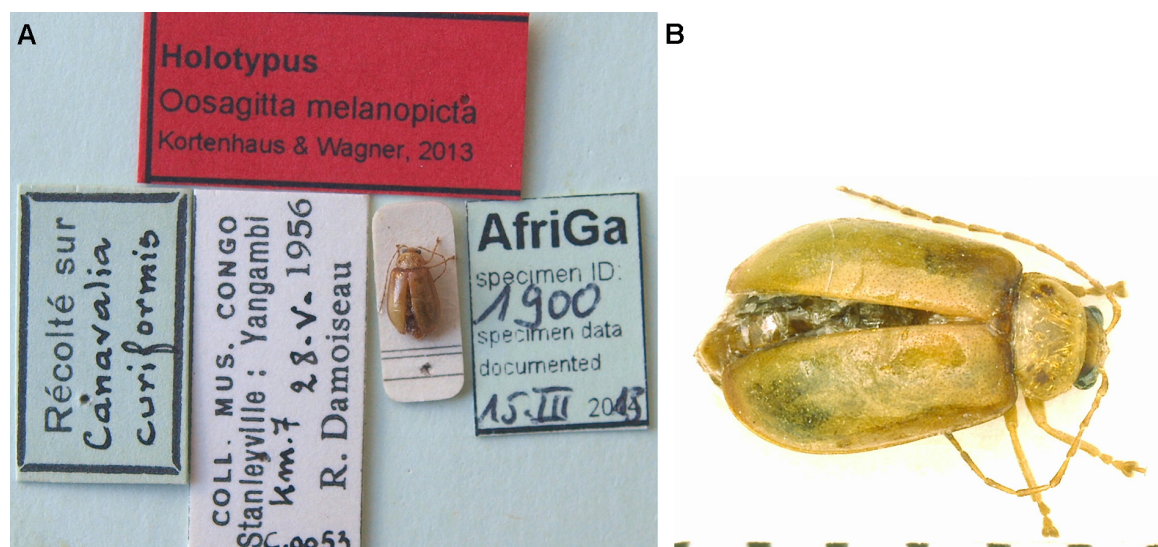 A
B
Holotypus
Oosagitta melanopicta
Kortenhaus & Wagner, 2013
Récolté sur
Canavalia
curiformis
COLL. MUS. CONGO
Stanleyville : Yangambi
km.7 28-V-1956
R. Damoiseau
AfriGa
specimen ID:
1900
specimen data
documented
15.III 2013